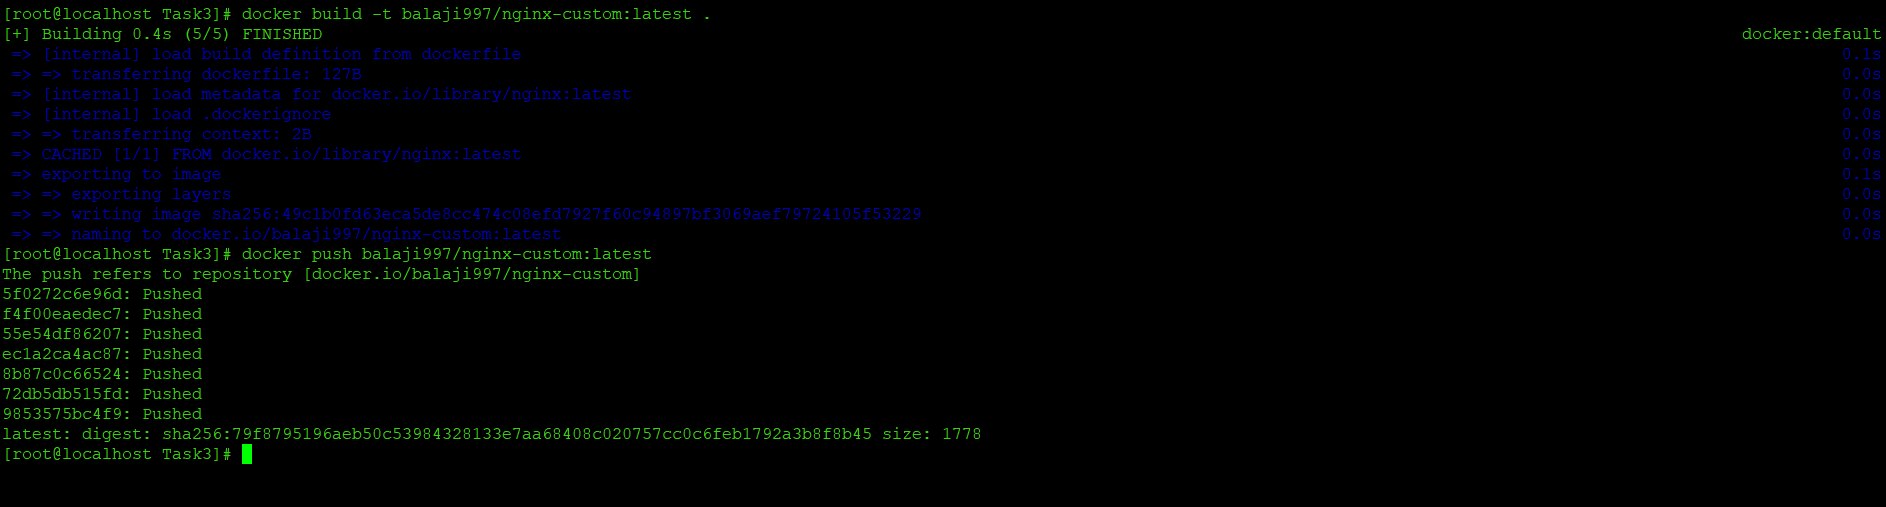 [root@localhost Task3]# docker build -t balaji997/nginx-custom:latest .
[+] Building 0.4s (5/5) FINISHED docker:default
=> [internal] load build definition from dockerfile 0.1s
=> => transferring dockerfile: 127B 0.0s
=> [internal] load metadata for docker.io/library/nginx:latest 0.0s
=> [internal] load .dockerignore 0.0s
=> => transferring context: 2B 0.0s
=> CACHED [1/1] FROM docker.io/library/nginx:latest 0.0s
=> exporting to image 0.1s
=> => exporting layers 0.0s
=> => writing image sha256:49c1b0fd63eca5de8cc474c08efd7927f60c94897bf3069aef79724105f53229 0.0s
=> => naming to docker.io/balaji997/nginx-custom:latest 0.0s
[root@localhost Task3]# docker push balaji997/nginx-custom:latest
The push refers to repository [docker.io/balaji997/nginx-custom]
5f0272c6e96d: Pushed
f4f00eaedec7: Pushed
55e54df86207: Pushed
ec1a2ca4ac87: Pushed
8b87c0c66524: Pushed
72db5db515fd: Pushed
9853575bc4f9: Pushed
latest: digest: sha256:79f8795196aeb50c53984328133e7aa68408c020757cc0c6feb1792a3b8f8b45 size: 1778
[root@localhost Task3]#